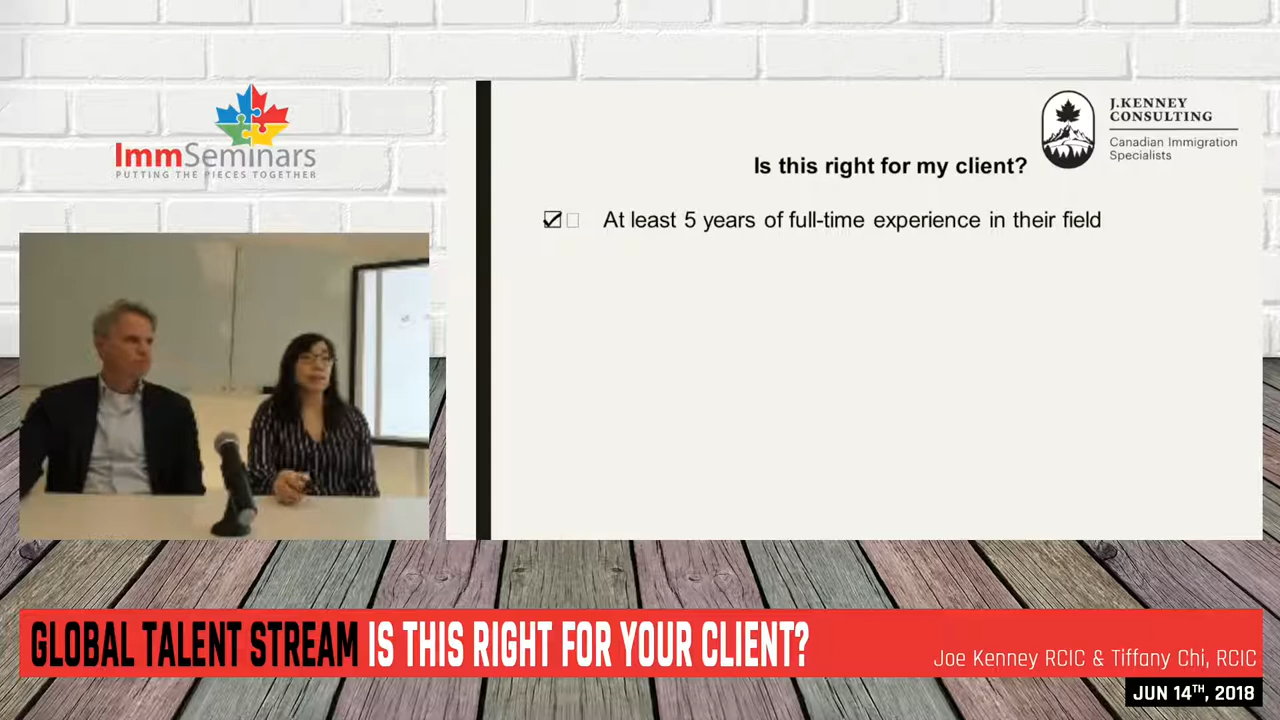 ImmSeminars
PUTTING THE PIECES TOGETHER
J.KENNEY
CONSULTING
Canadian Immigration
Specialists
Is this right for my client?
At least 5 years of full-time experience in their field
GLOBAL TALENT STREAM IS THIS RIGHT FOR YOUR CLIENT?
Joe Kenney RCIC & Tiffany Chi, RCIC
JUN 14TH, 2018